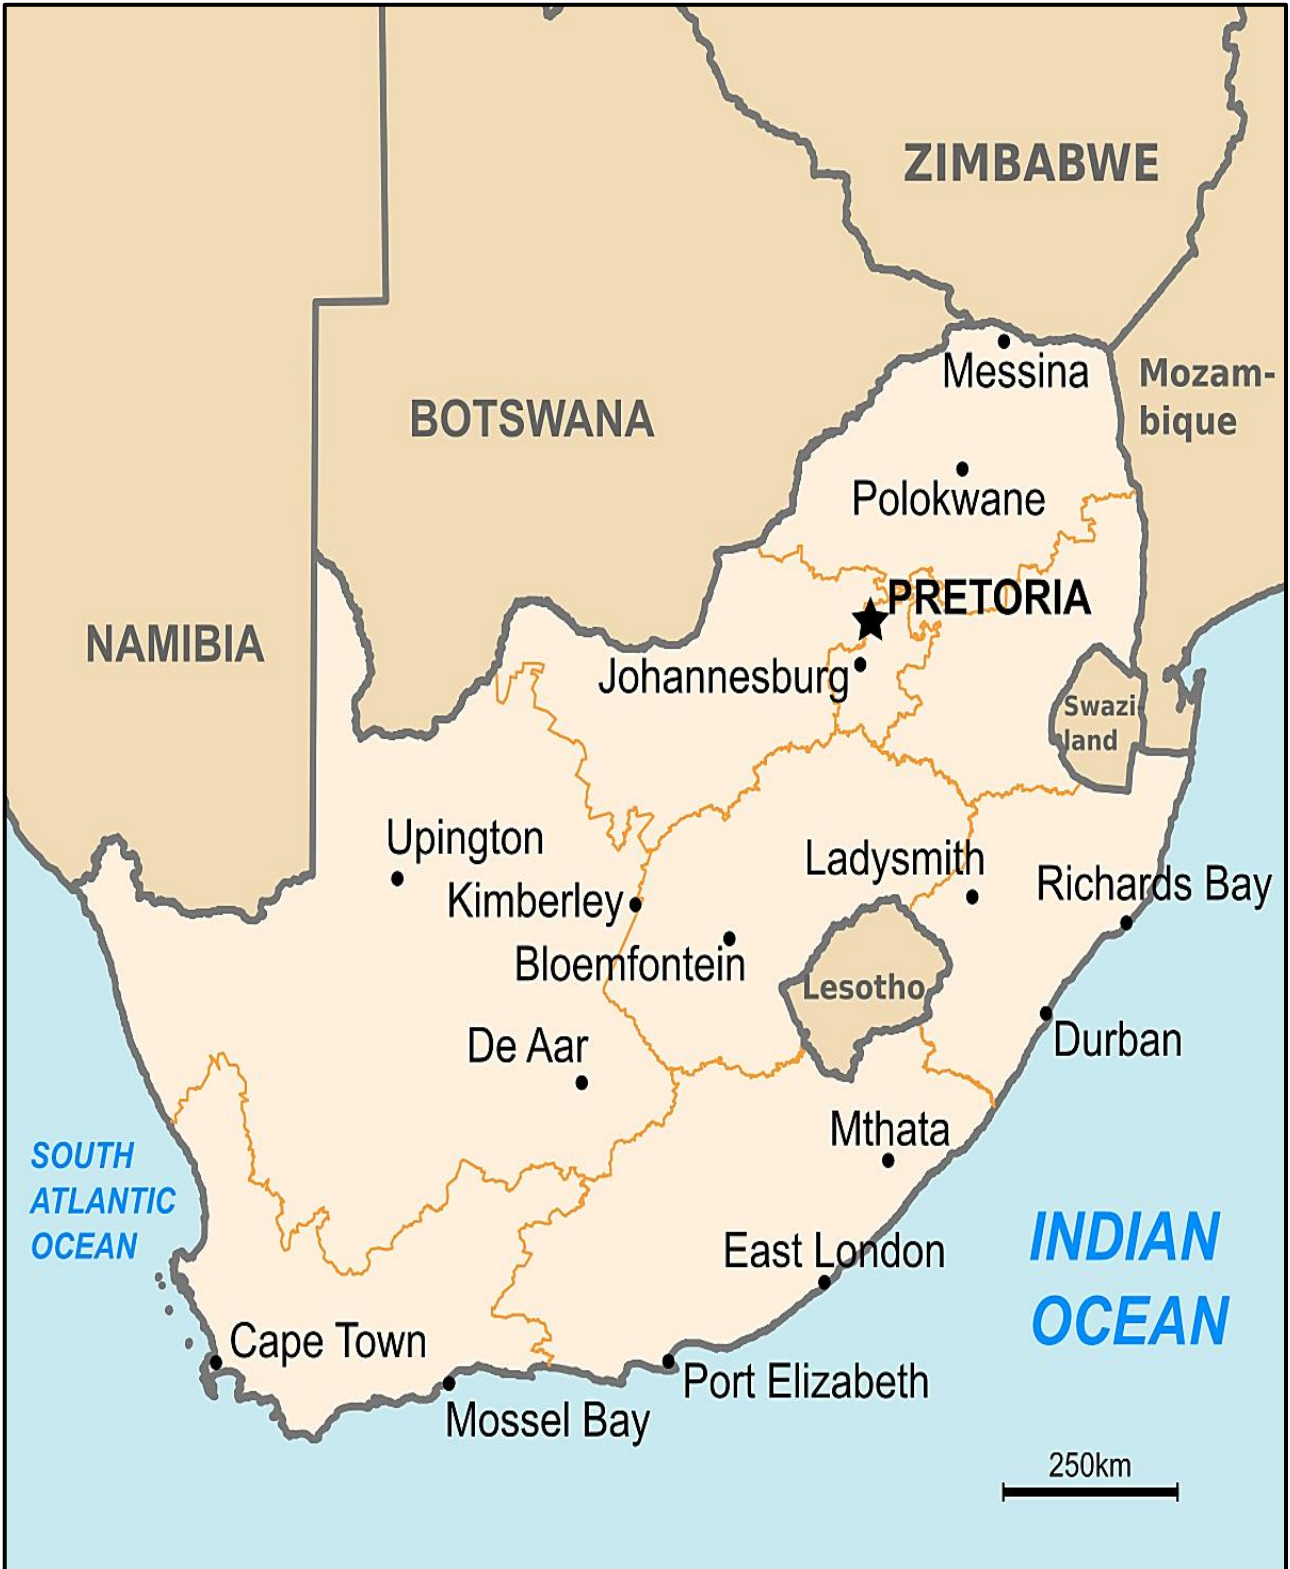 ZIMBABWE
Messina
Mozam-
bique
BOTSWANA
Polokwane
PRETORIA
NAMIBIA
Johannesburg
Swazi-
land
Upington
Ladysmith
Richards Bay
Kimberley
Bloemfontein
Lesotho
De Aar
Durban
Mthata
SOUTH
ATLANTIC
OCEAN
INDIAN
OCEAN
East London
Cape Town
Port Elizabeth
Mossel Bay
250km